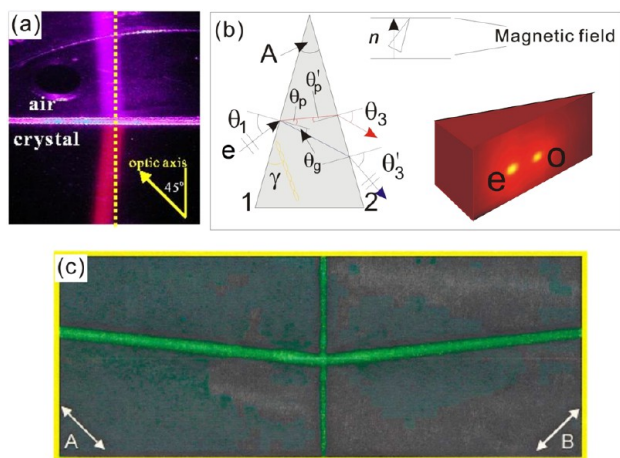 (a)
air
crystal
optic axis
45°
(b)
A
n
Magnetic field
θp
θ'p
θ1
θ3
e
θg
θ'3
γ
1
2
e
o
(c)
A
B